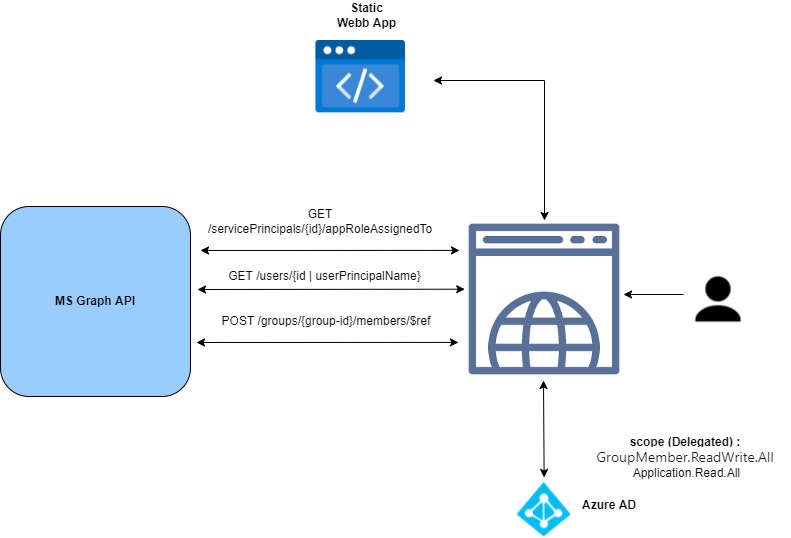 Static
Webb App
GET
/servicePrincipals/{id}/appRoleAssignedTo
GET /users/{id | userPrincipalName}
MS Graph API
POST /groups/{group-id}/members/$ref
scope (Delegated) :
GroupMember.ReadWrite.All
Application.Read.All
Azure AD